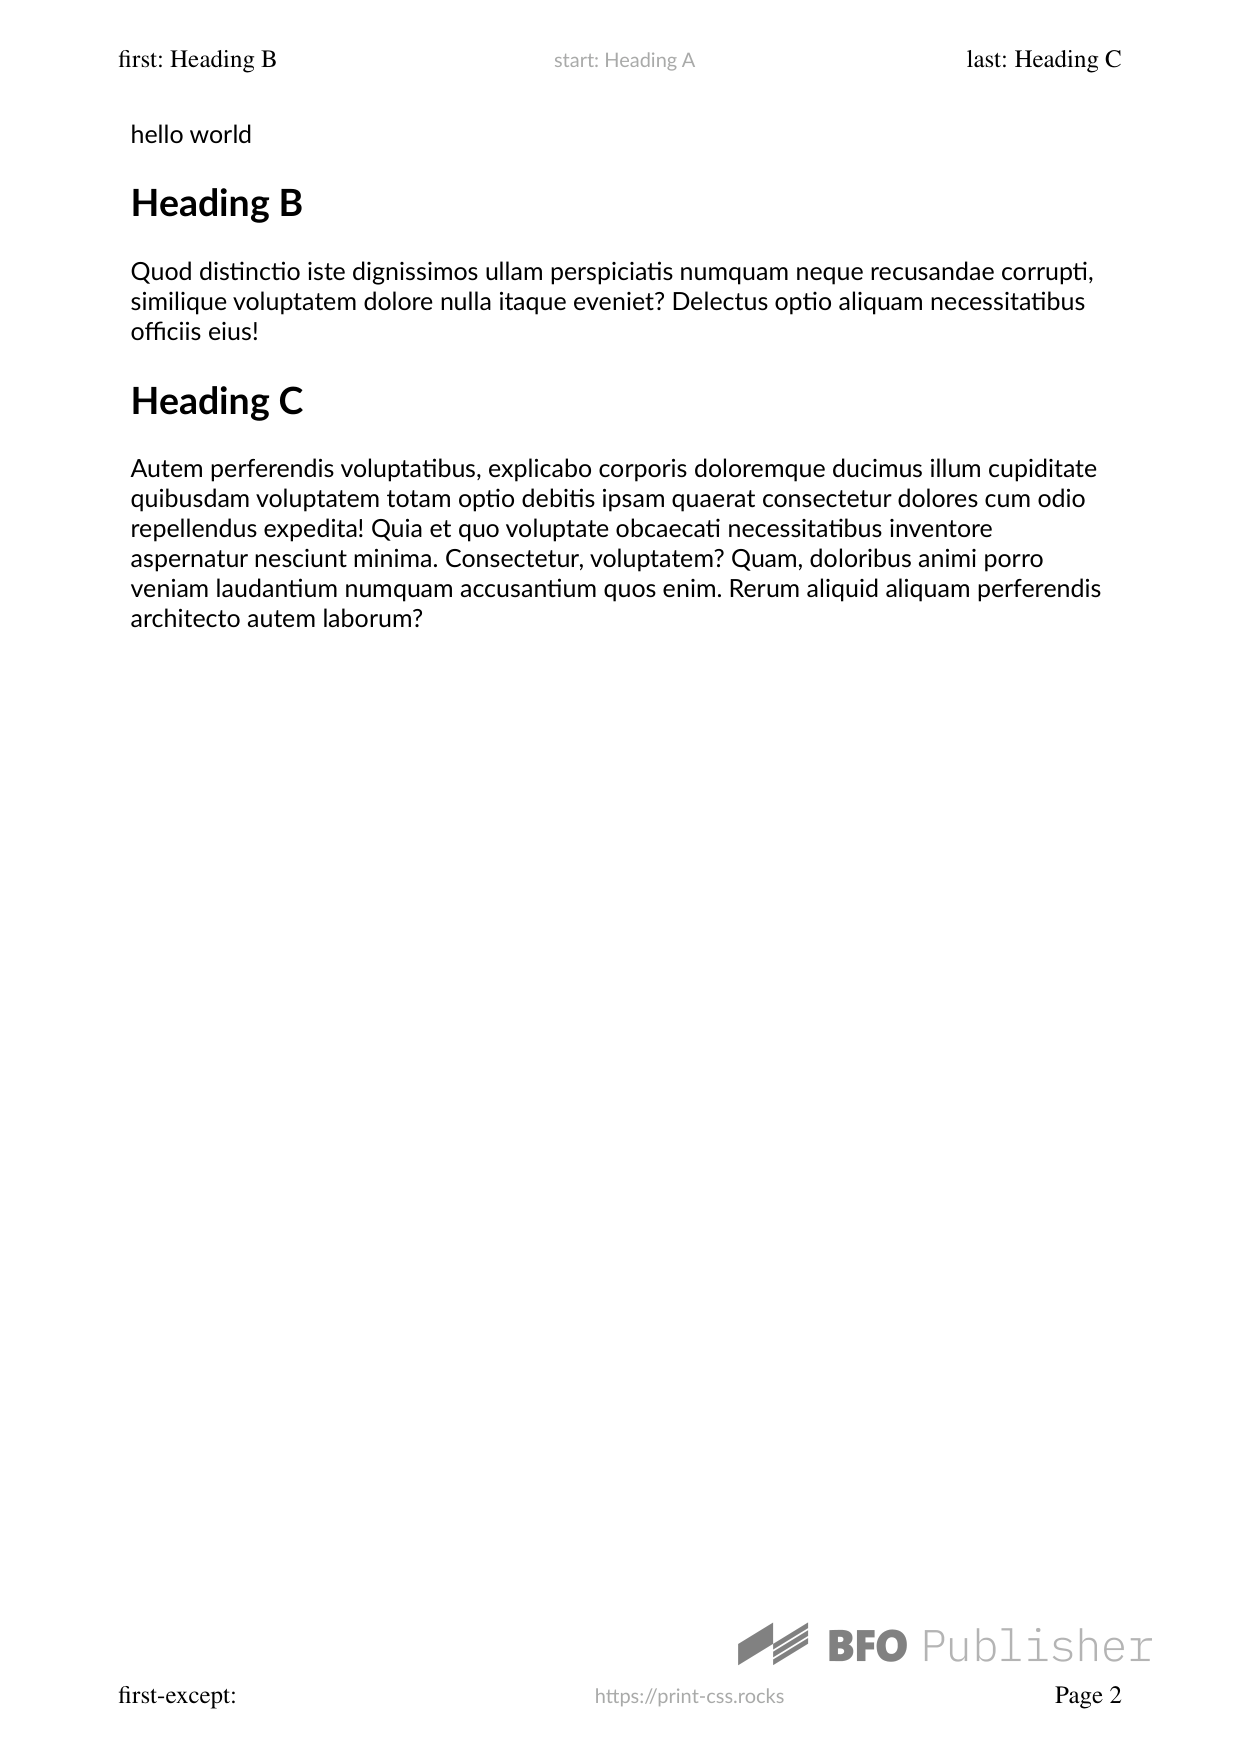 first: Heading B
start: Heading A
last: Heading C
hello world
Heading B
Quod distinctio iste dignissimos ullam perspiciatis numquam neque recusandae corrupti,
similique voluptatem dolore nulla itaque eveniet? Delectus optio aliquam necessitatibus
officiis eius!
Heading C
Autem perferendis voluptatibus, explicabo corporis doloremque ducimus illum cupiditate
quibusdam voluptatem totam optio debitis ipsam quaerat consectetur dolores cum odio
repellendus expedita! Quia et quo voluptate obcaecati necessitatibus inventore
aspernatur nesciunt minima. Consectetur, voluptatem? Quam, doloribus animi porro
veniam laudantium numquam accusantium quos enim. Rerum aliquid aliquam perferendis
architecto autem laborum?
BFO Publisher
first-except:
https://print-css.rocks
Page 2